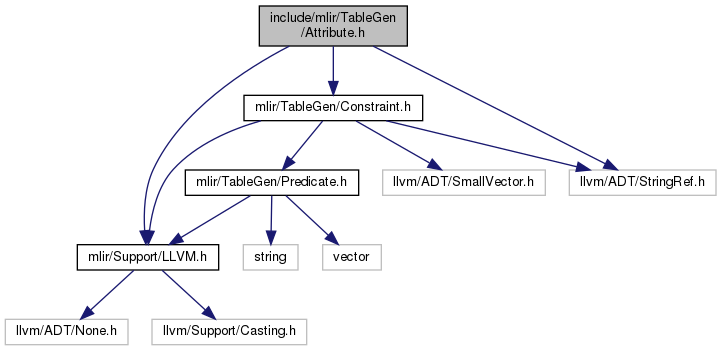 include/mlir/TableGen
/Attribute.h
mlir/TableGen/Constraint.h
mlir/TableGen/Predicate.h
llvm/ADT/SmallVector.h
llvm/ADT/StringRef.h
mlir/Support/LLVM.h
string
vector
llvm/ADT/None.h
llvm/Support/Casting.h